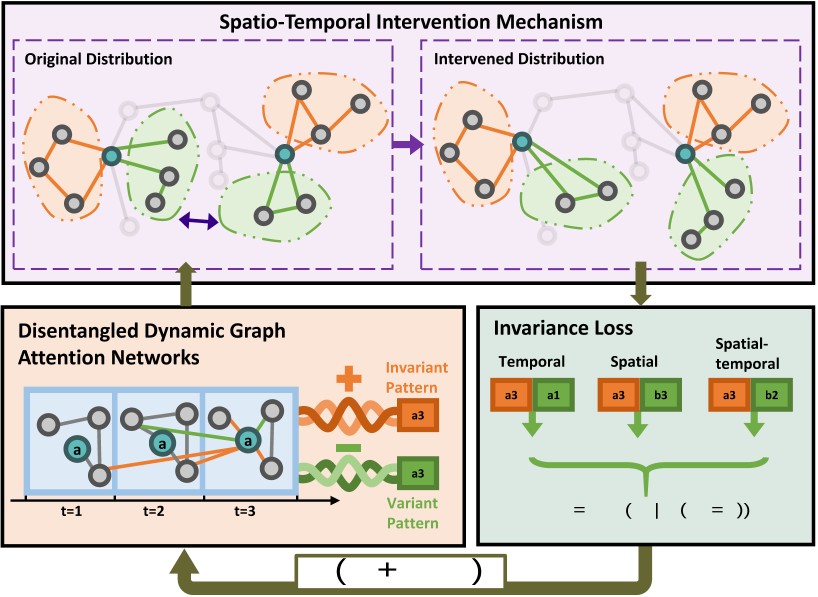 Spatio-Temporal Intervention Mechanism
Original Distribution
Intervened Distribution
Disentangled Dynamic Graph
Attention Networks
Invariant
Pattern
a3
a
a
a
a3
Variant
Pattern
t=1
t=2
t=3
Invariance Loss
Temporal
Spatial
Spatial-
temporal
a3
a1
a3
b3
a3
b2
= ( | ( = ))
( + )